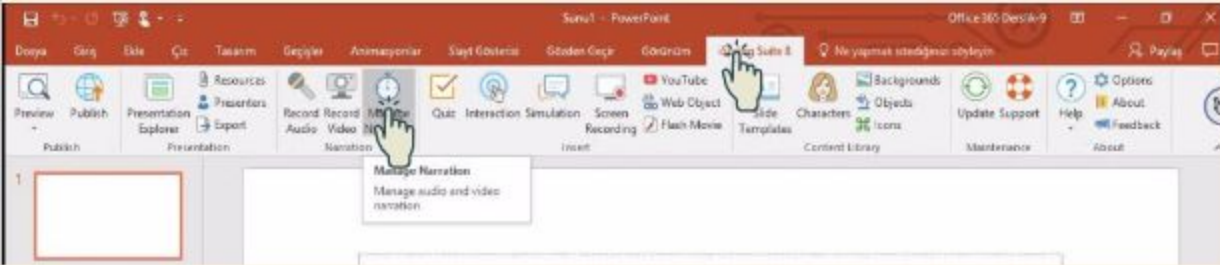 Sunu1 - PowerPoint
Office 365 Dersi A-9
Dosya Giriş Ekle Çiz Tasarım Geçişler Animasyonlar Slayt Gösterisi Gözden Geçir Görünüm Suite 8 Ne yapmak istediğinizi söyleyin Paylaş
Preview Publish Presentation Explorer Resources Presenters Export
Record Audio Record Video
Quiz Interaction Simulation Screen Recording YouTube Web Object Flash Movie
Slide Templates Characters Backgrounds Objects Icons
Update Support Help Options About Feedback
Publish Presentation Narration Insert Content Library Maintenance About
Manage Narration
Manage audio and video
narration
1